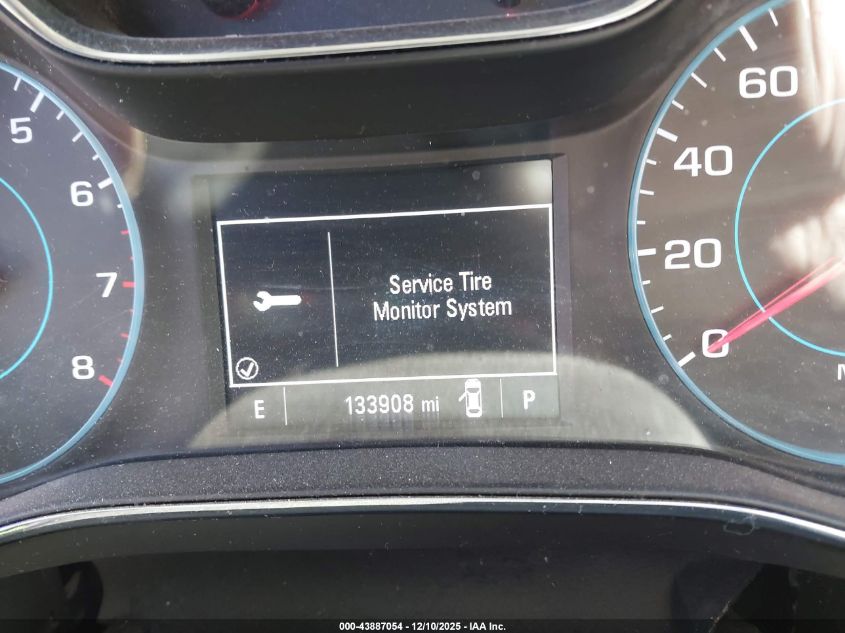 5
6
7
8
Service Tire
Monitor System
E
133908 mi
P
60
40
20
0
M
000-43887054 - 12/10/2025 - IAA Inc.